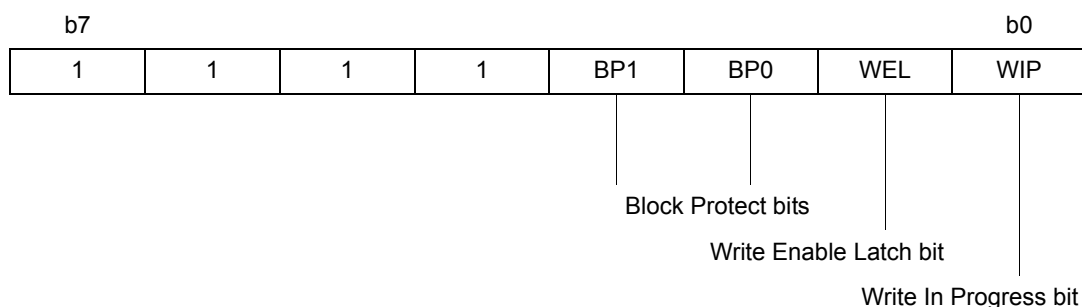 b7 b0
1 1 1 1 BP1 BP0 WEL WIP
Block Protect bits
Write Enable Latch bit
Write In Progress bit